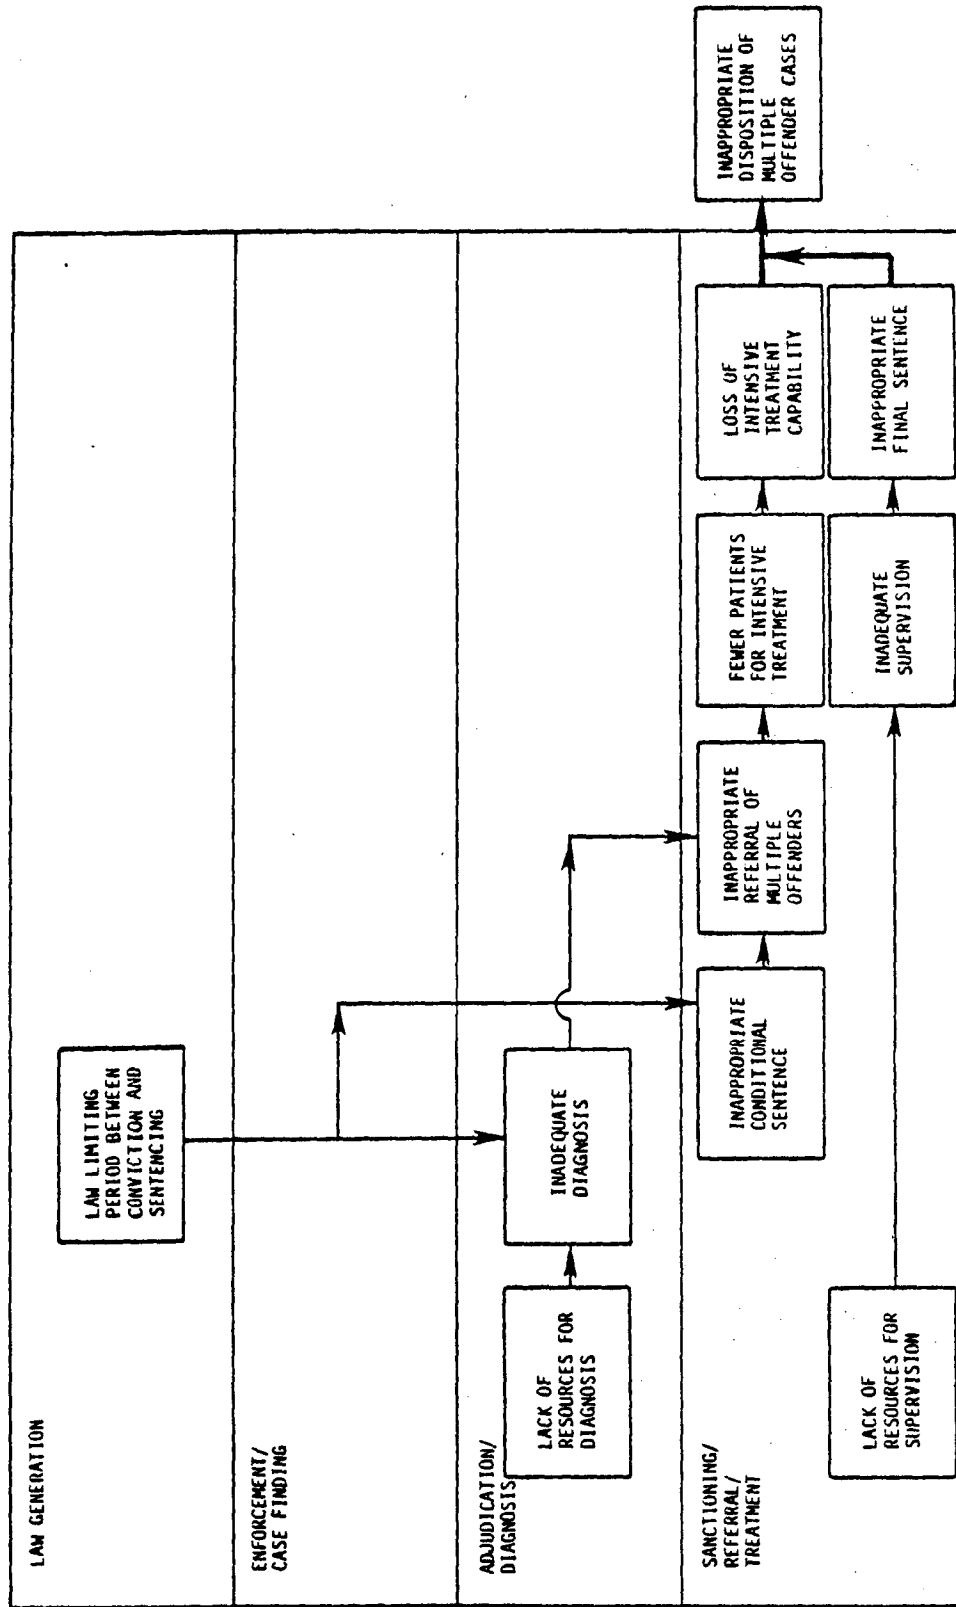 LAW GENERATION
LAW LIMITING
PERIOD BETWEEN
CONVICTION AND
SENTENCING
ENFORCEMENT/
CASE FINDING
ADJUDICATION/
DIAGNOSIS
LACK OF
RESOURCES FOR
DIAGNOSIS
INADEQUATE
DIAGNOSIS
SANCTIONING/
REFERRAL/
TREATMENT
INAPPROPRIATE
CONDITIONAL
SENTENCE
INAPPROPRIATE
REFERRAL OF
MULTIPLE
OFFENDERS
FEWER PATIENTS
FOR INTENSIVE
TREATMENT
LOSS OF
INTENSIVE
TREATMENT
CAPABILITY
INAPPROPRIATE
DISPOSITION OF
MULTIPLE
OFFENDER CASES
LACK OF
RESOURCES FOR
SUPERVISION
INADEQUATE
SUPERVISION
INAPPROPRIATE
FINAL SENTENCE